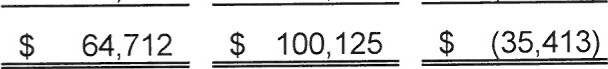 $ 64,712 $ 100,125 $ (35,413)